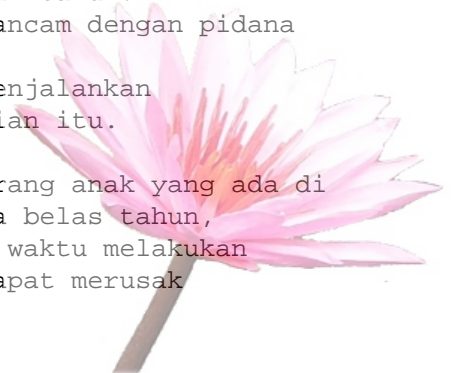 ancam dengan pidana
enjalankan
ian itu.
rang anak yang ada di
a belas tahun,
waktu melakukan
apat merusak